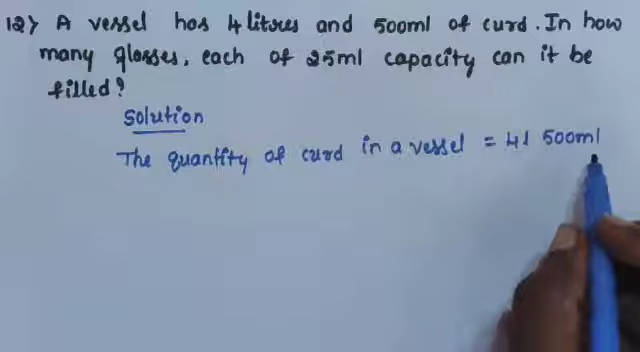 12) A vessel has 4 litres and 500ml of curd. In how
many glasses, each of 25ml capacity can it be
filled?
Solution
The quantity of curd in a vessel = 4l 500ml